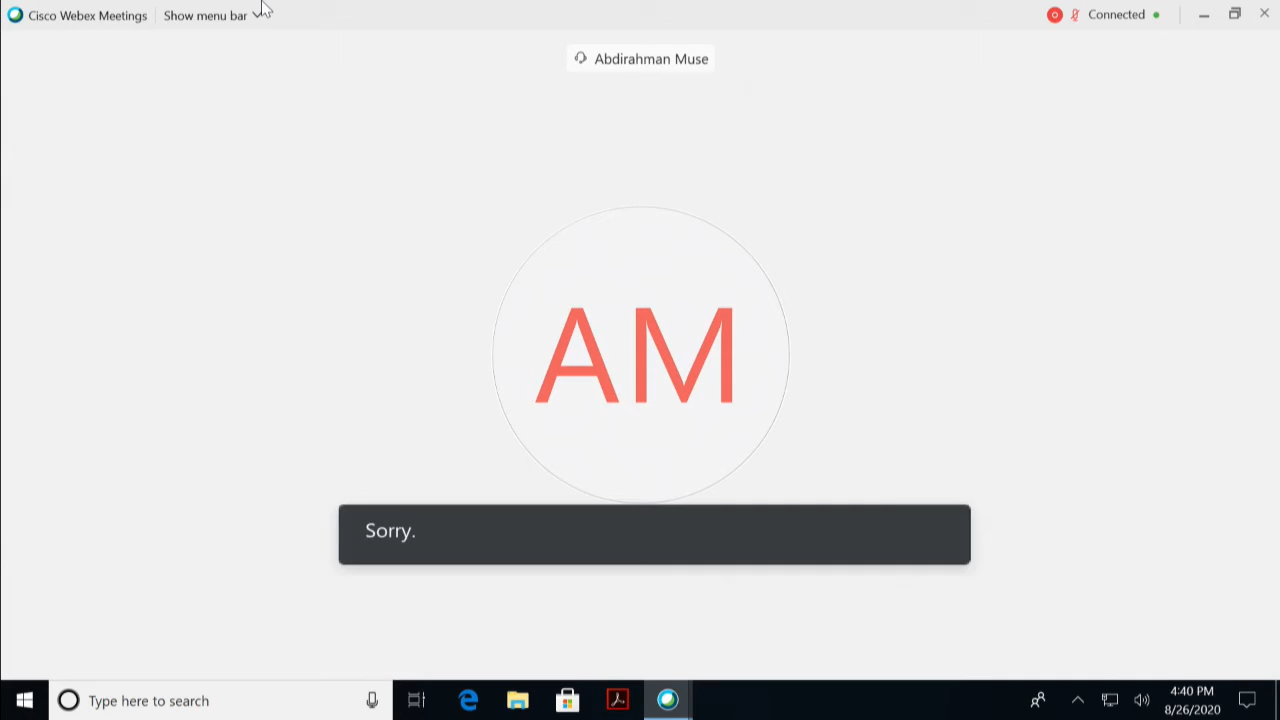 Cisco Webex Meetings
Show menu bar
Connected
Abdirahman Muse
AM
Sorry.
Type here to search
4:40 PM
8/26/2020